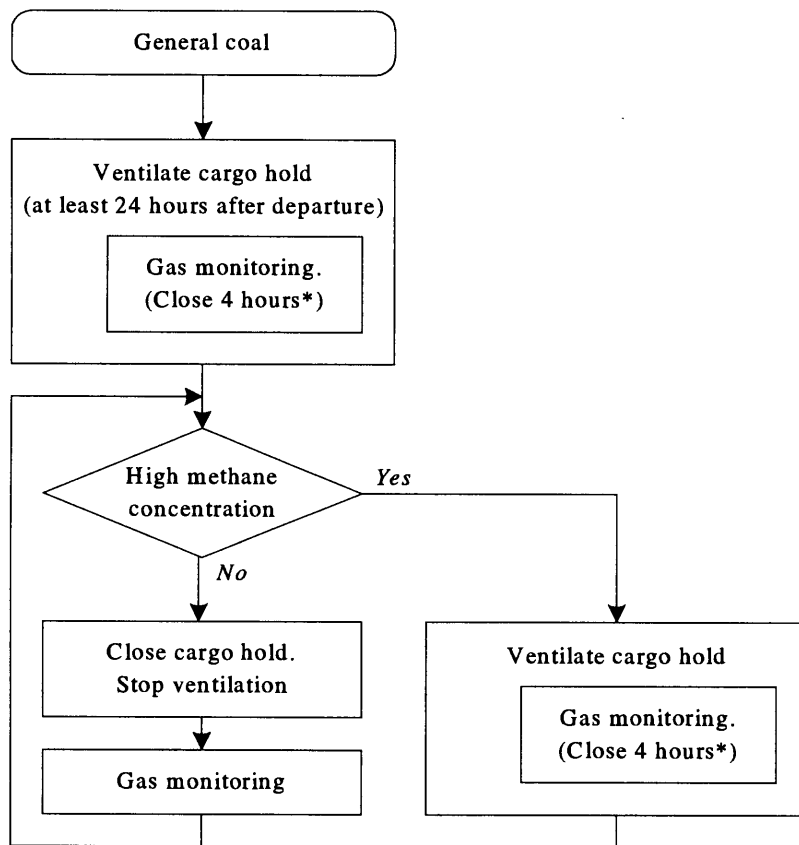 General coal
Ventilate cargo hold
(at least 24 hours after departure)
Gas monitoring.
(Close 4 hours*)
High methane
concentration
Yes
No
Close cargo hold.
Stop ventilation
Gas monitoring
Ventilate cargo hold
Gas monitoring.
(Close 4 hours*)